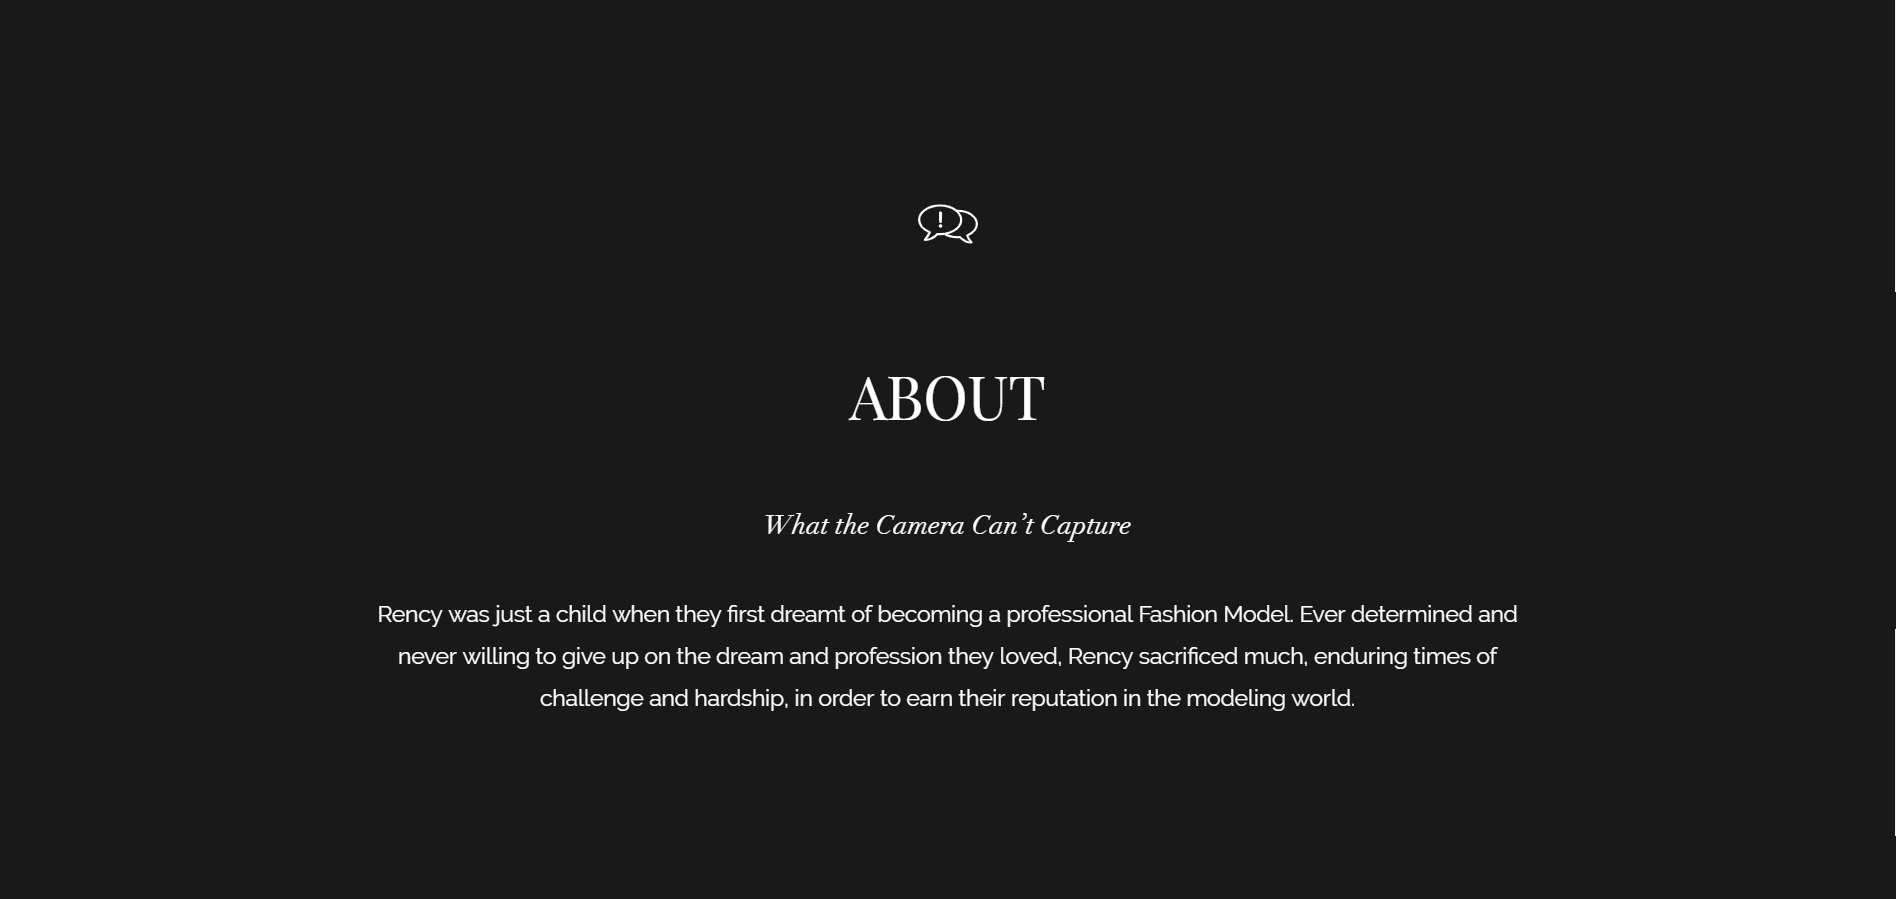 !
ABOUT
What the Camera Can’t Capture
Rency was just a child when they first dreamt of becoming a professional Fashion Model. Ever determined and
never willing to give up on the dream and profession they loved, Rency sacrificed much, enduring times of
challenge and hardship, in order to earn their reputation in the modeling world.